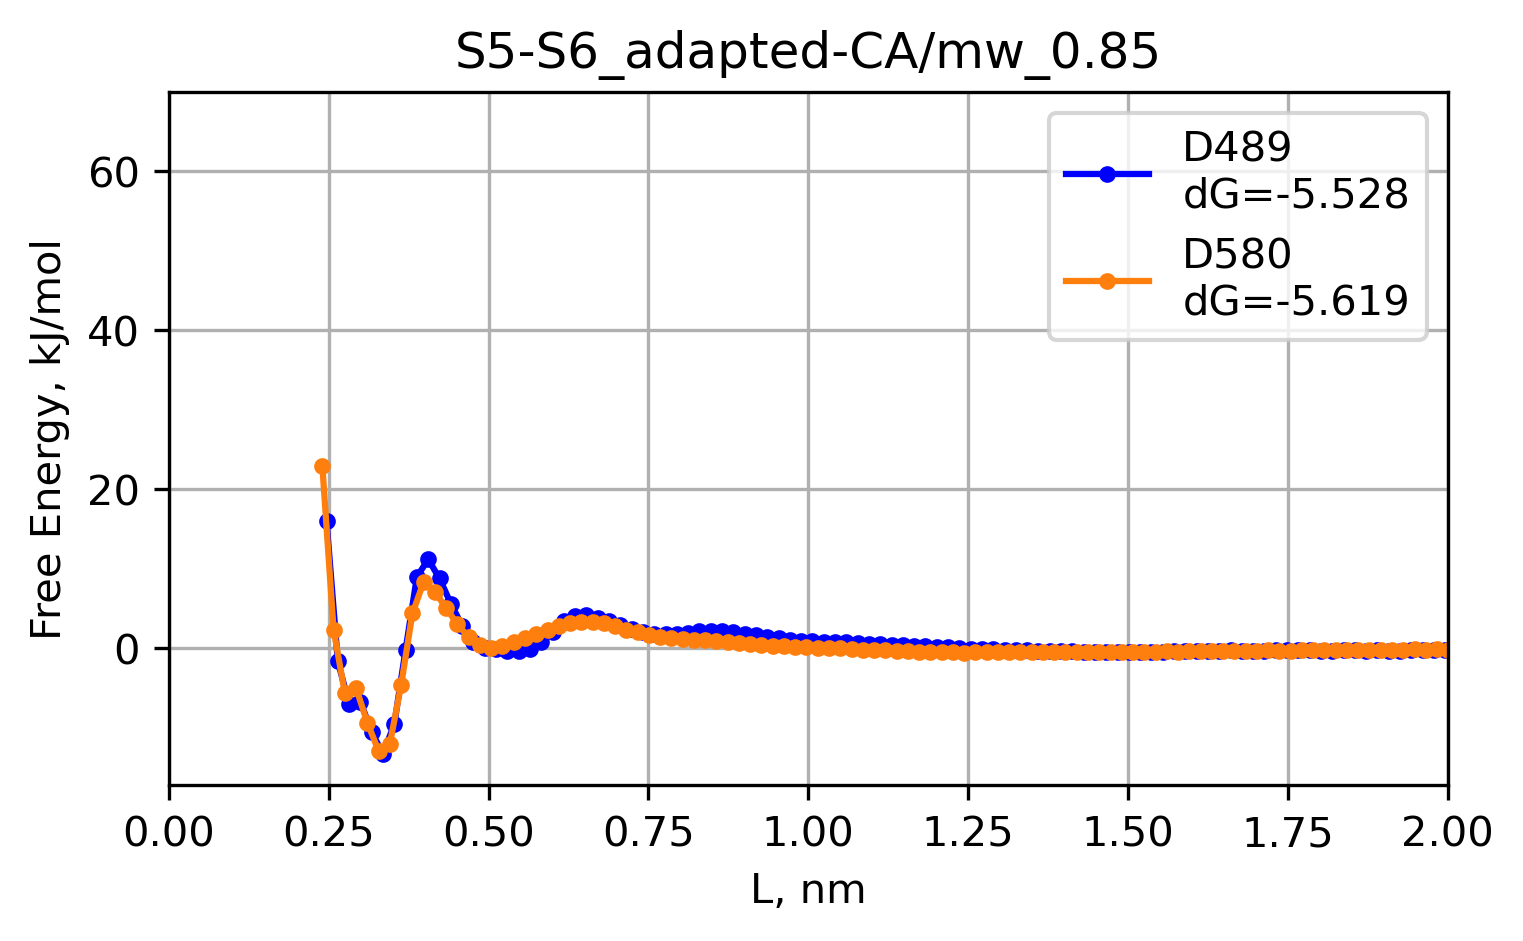 S5-S6_adapted-CA/mw_0.85
D489
dG=-5.528
D580
dG=-5.619
Free Energy, kJ/mol
60
40
20
0
0.00 0.25 0.50 0.75 1.00 1.25 1.50 1.75 2.00
L, nm